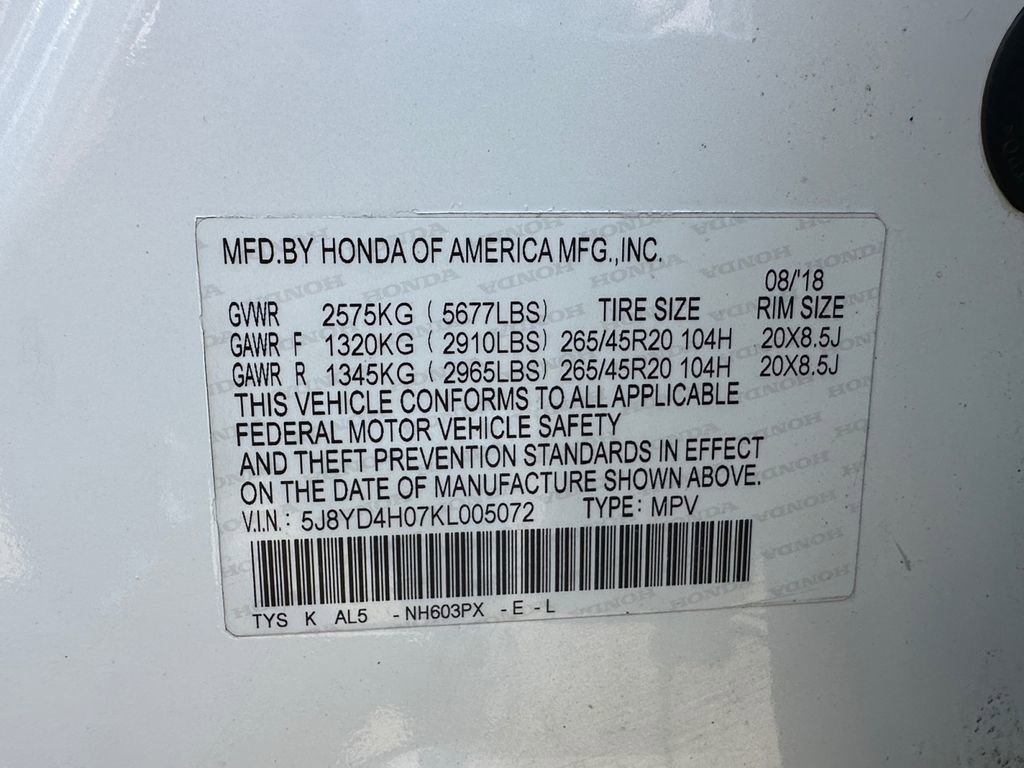 MFD.BY HONDA OF AMERICA MFG.,INC.
08/'18
GVWR 2575KG ( 5677LBS) TIRE SIZE RIM SIZE
GAWR F 1320KG ( 2910LBS) 265/45R20 104H 20X8.5J
GAWR R 1345KG ( 2965LBS) 265/45R20 104H 20X8.5J
THIS VEHICLE CONFORMS TO ALL APPLICABLE
FEDERAL MOTOR VEHICLE SAFETY
AND THEFT PREVENTION STANDARDS IN EFFECT
ON THE DATE OF MANUFACTURE SHOWN ABOVE.
V.I.N.: 5J8YD4H07KL005072 TYPE: MPV
TYS K AL5 - NH603PX - E - L